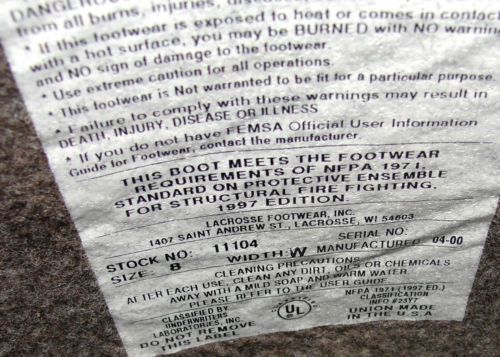 DANGEROUS
from all burns, injuries, diseases
• If this footwear is exposed to heat or comes in contact
with a hot surface, you may be BURNED with NO warning
and NO sign of damage to the footwear.
• Use extreme caution for all operations.
• This footwear is Not warranted to be fit for a particular purpose.
• Failure to comply with these warnings may result in
DEATH, INJURY, DISEASE OR ILLNESS
• If you do not have FEMSA Official User Information
Guide for Footwear, contact the manufacturer.
THIS BOOT MEETS THE FOOTWEAR
REQUIREMENTS OF NFPA 1971,
STANDARD ON PROTECTIVE ENSEMBLE
FOR STRUCTURAL FIRE FIGHTING,
1997 EDITION.
LACROSSE FOOTWEAR, INC.
1407 SAINT ANDREW ST., LACROSSE, WI 54603
STOCK NO: 11104 SERIAL NO:
SIZE: 8 WIDTH: W MANUFACTURED 04-00
CLEANING PRECAUTIONS
AFTER EACH USE, CLEAN ANY DIRT, OILS OR CHEMICALS
AWAY WITH A MILD SOAP AND WARM WATER.
PLEASE REFER TO THE USER GUIDE.
CLASSIFIED BY
UNDERWRITERS
LABORATORIES, INC.
DO NOT REMOVE
THIS LABEL
UL
NFPA 1971 (1997 ED.)
CLASSIFICATION
INFO #23Y7
UNION MADE
IN THE U.S.A